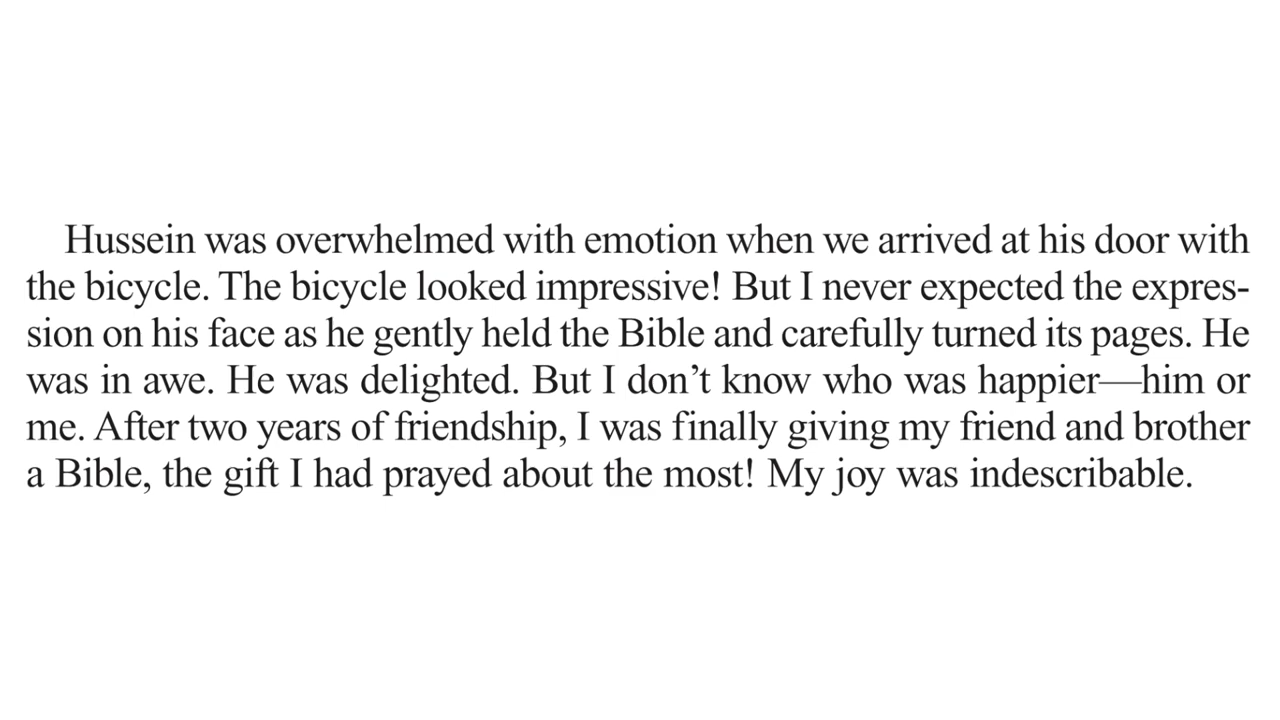 Hussein was overwhelmed with emotion when we arrived at his door with
the bicycle. The bicycle looked impressive! But I never expected the expres-
sion on his face as he gently held the Bible and carefully turned its pages. He
was in awe. He was delighted. But I don’t know who was happier—him or
me. After two years of friendship, I was finally giving my friend and brother
a Bible, the gift I had prayed about the most! My joy was indescribable.